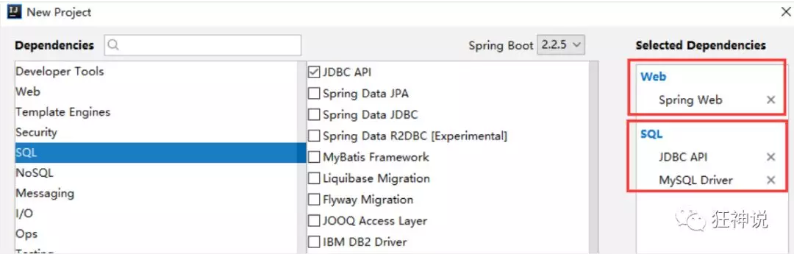 New Project
Dependencies
Spring Boot 2.2.5
Selected Dependencies
Developer Tools
Web
Template Engines
Security
SQL
NoSQL
Messaging
I/O
Ops
JDBC API
Spring Data JPA
Spring Data JDBC
Spring Data R2DBC [Experimental]
MyBatis Framework
Liquibase Migration
Flyway Migration
JOOQ Access Layer
IBM DB2 Driver
Web
Spring Web
SQL
JDBC API
MySQL Driver
狂神说